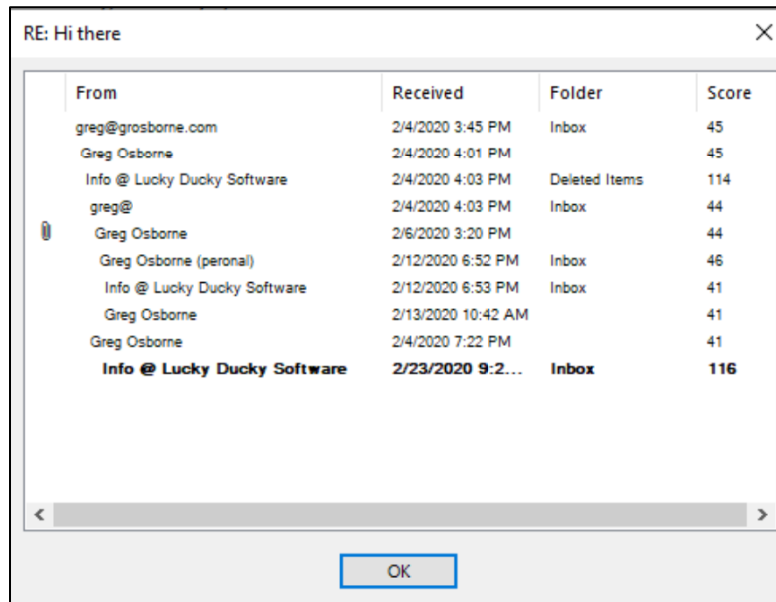 RE: Hi there
From Received Folder Score
greg@grosborne.com 2/4/2020 3:45 PM Inbox 45
Greg Osborne 2/4/2020 4:01 PM 45
Info @ Lucky Ducky Software 2/4/2020 4:03 PM Deleted Items 114
greg@ 2/4/2020 4:03 PM Inbox 44
Greg Osborne 2/6/2020 3:20 PM 44
Greg Osborne (peronal) 2/12/2020 6:52 PM Inbox 46
Info @ Lucky Ducky Software 2/12/2020 6:53 PM Inbox 41
Greg Osborne 2/13/2020 10:42 AM 41
Greg Osborne 2/4/2020 7:22 PM 41
Info @ Lucky Ducky Software 2/23/2020 9:2... Inbox 116
OK